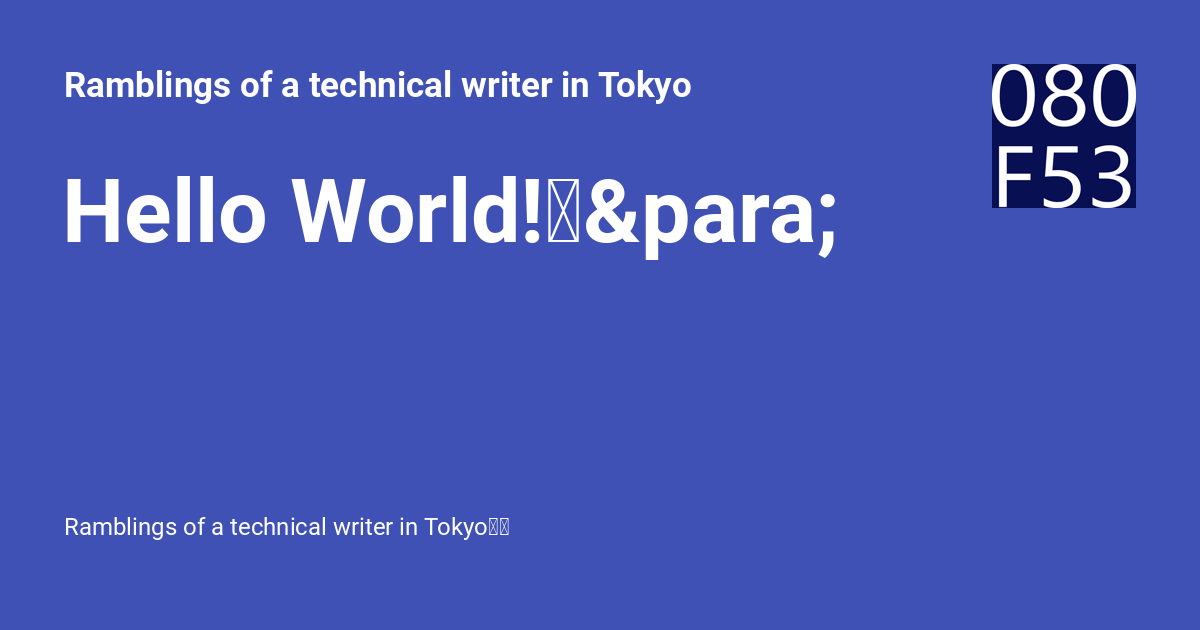 Ramblings of a technical writer in Tokyo
080
F53
Hello World!&para;
Ramblings of a technical writer in Tokyo